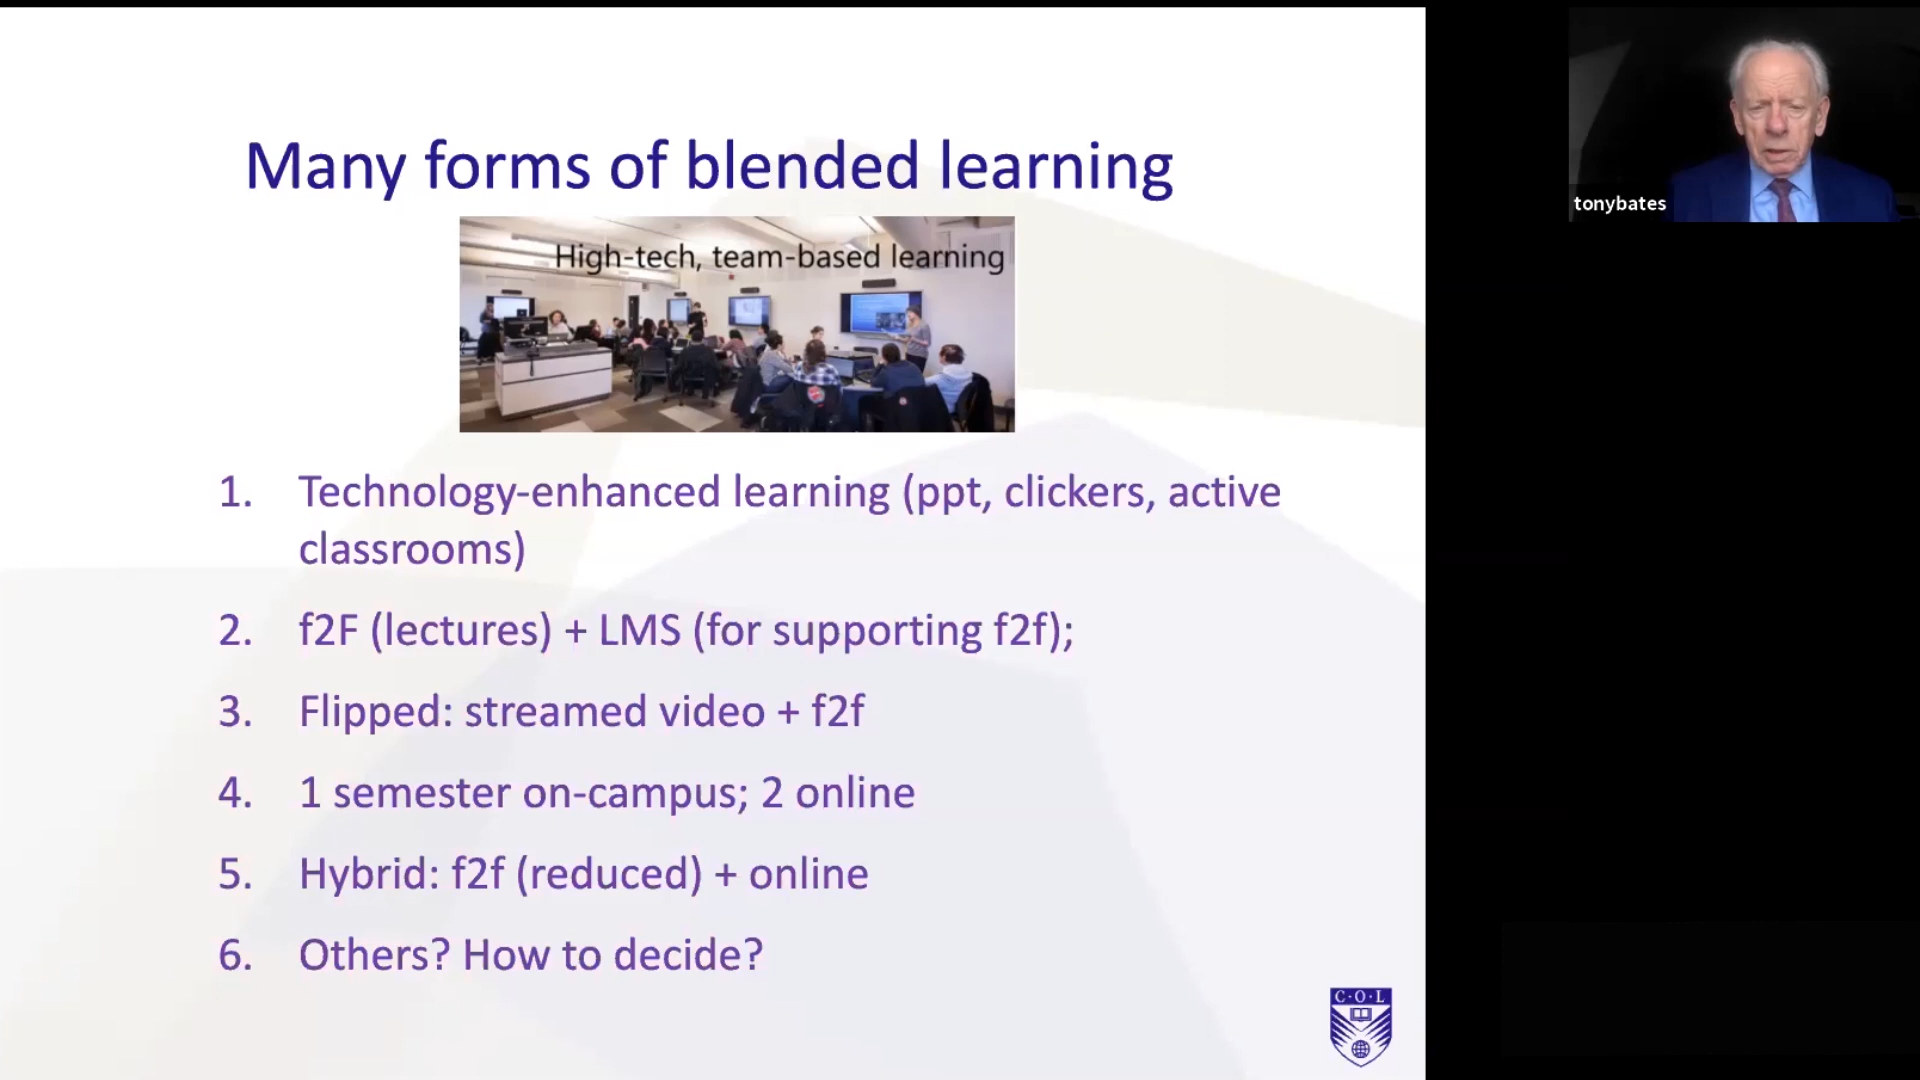 Many forms of blended learning
High-tech, team-based learning
1. Technology-enhanced learning (ppt, clickers, active
classrooms)
2. f2F (lectures) + LMS (for supporting f2f);
3. Flipped: streamed video + f2f
4. 1 semester on-campus; 2 online
5. Hybrid: f2f (reduced) + online
6. Others? How to decide?
C·O·L
tonybates